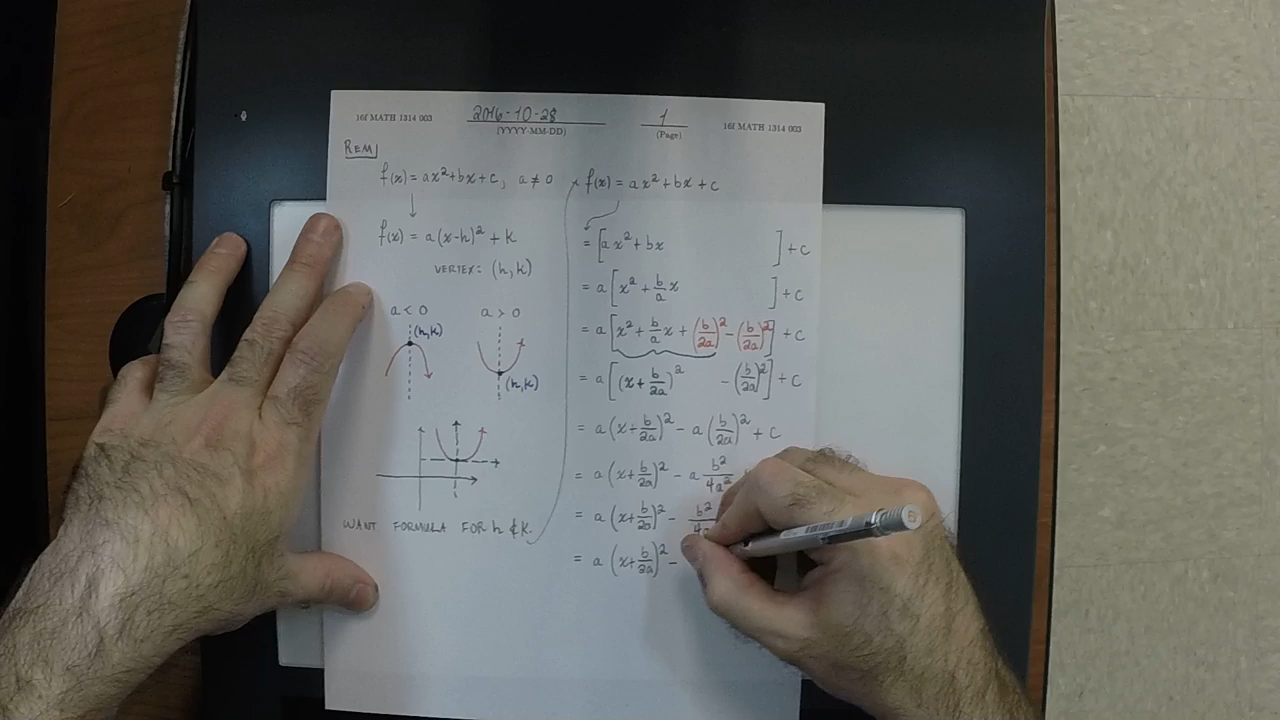 16f MATH 1314 003
2016-10-28
(YYYY-MM-DD)
1
(Page)
16f MATH 1314 003
REM
f(x) = ax²+bx+c, a ≠ 0
↓
f(x) = a(x-h)² + k
VERTEX: (h,k)
a < 0
a > 0
(h,k)
(h,k)
WANT FORMULA FOR h & k.
f(x) = ax²+bx+c
= [ax²+bx ]+c
= a[x²+b/a x ]+c
= a[x²+b/a x+(b/2a)²-(b/2a)²]+c
= a[(x+b/2a)² -(b/2a)²]+c
= a(x+b/2a)²-a(b/2a)²+c
= a(x+b/2a)²-a b²/4a²
= a(x+b/2a)²-b²/4a
= a(x+b/2a)²-